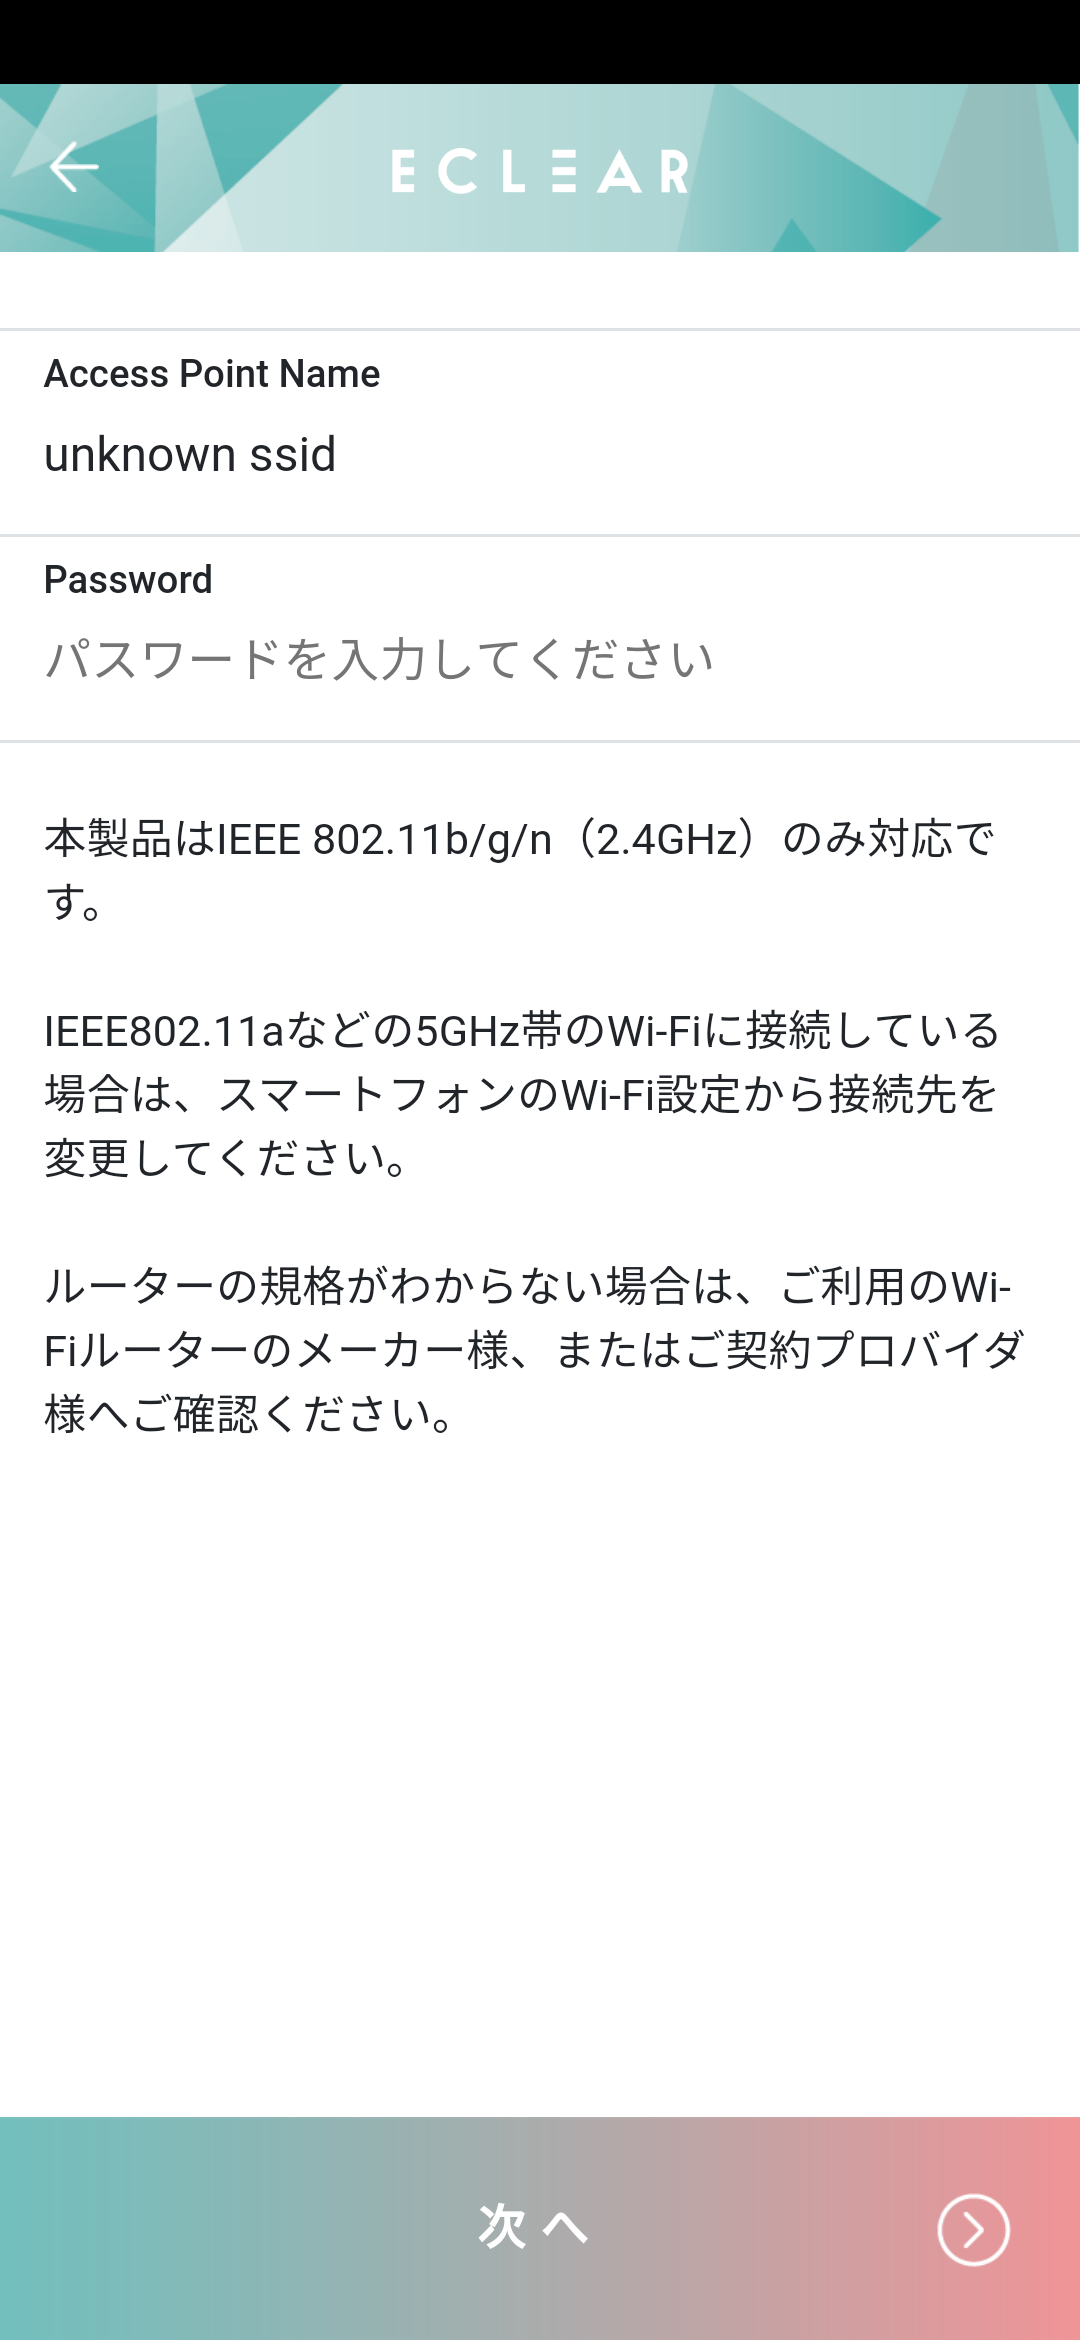 ECLEAR
Access Point Name
unknown ssid
Password
パスワードを入力してください
本製品はIEEE 802.11b/g/n（2.4GHz）のみ対応で
す。
IEEE802.11aなどの5GHz帯のWi-Fiに接続している
場合は、スマートフォンのWi-Fi設定から接続先を
変更してください。
ルーターの規格がわからない場合は、ご利用のWi-
Fiルーターのメーカー様、またはご契約プロバイダ
様へご確認ください。
次へ